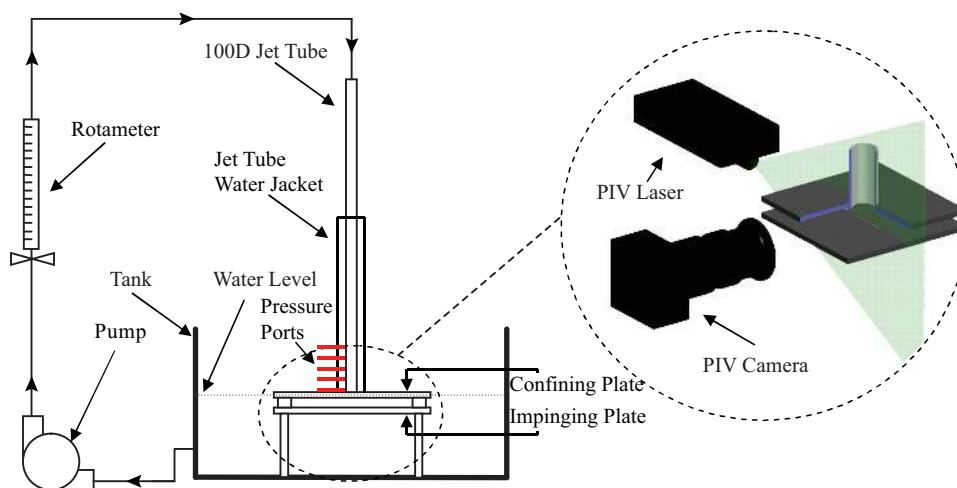 100D Jet Tube
Rotameter
Jet Tube
Water Jacket
PIV Laser
Tank
Water Level
Pressure
Ports
Pump
PIV Camera
Confining Plate
Impinging Plate